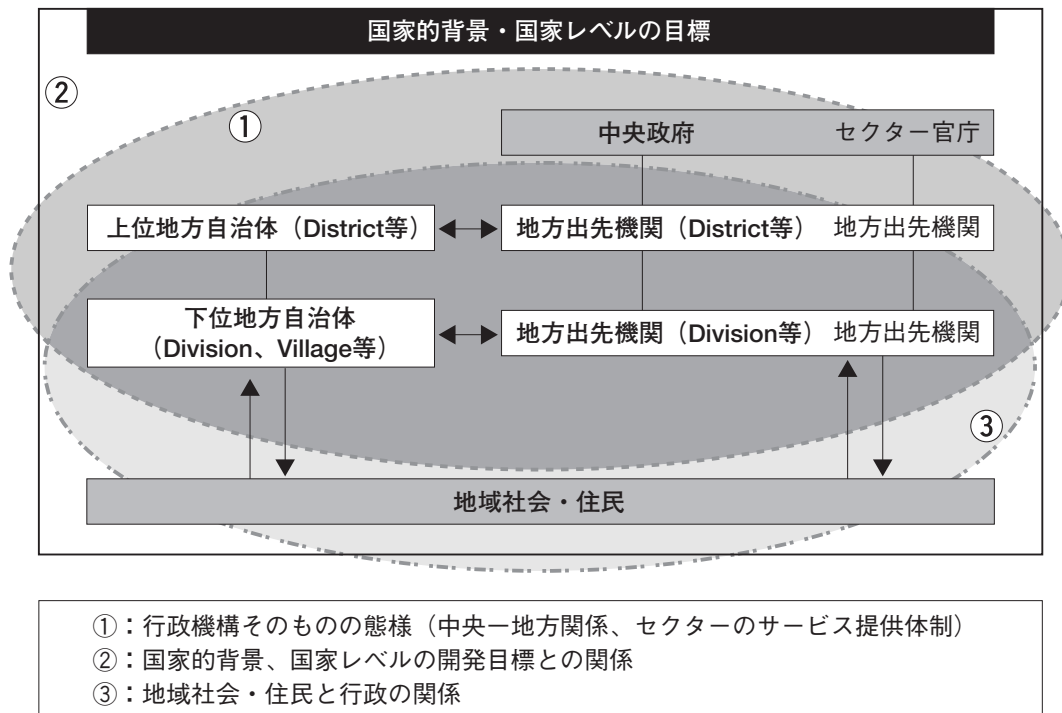 国家的背景・国家レベルの目標
②
①
中央政府 セクター官庁
上位地方自治体（District等） 地方出先機関（District等） 地方出先機関
下位地方自治体
（Division、Village等）
地方出先機関（Division等） 地方出先機関
③
地域社会・住民
①：行政機構そのものの態様（中央ー地方関係、セクターのサービス提供体制）
②：国家的背景、国家レベルの開発目標との関係
③：地域社会・住民と行政の関係